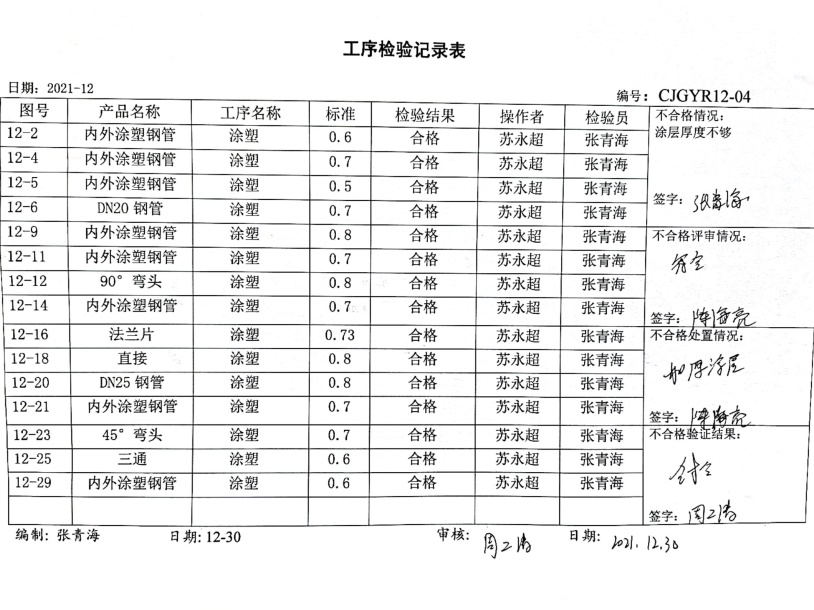 工序检验记录表
日期：2021-12
编号：CJGYR12-04
图号 产品名称 工序名称 标准 检验结果 操作者 检验员
12-2 内外涂塑钢管 涂塑 0.6 合格 苏永超 张青海
12-4 内外涂塑钢管 涂塑 0.7 合格 苏永超 张青海
12-5 内外涂塑钢管 涂塑 0.5 合格 苏永超 张青海
12-6 DN20 钢管 涂塑 0.7 合格 苏永超 张青海
12-9 内外涂塑钢管 涂塑 0.8 合格 苏永超 张青海
12-11 内外涂塑钢管 涂塑 0.7 合格 苏永超 张青海
12-12 90° 弯头 涂塑 0.8 合格 苏永超 张青海
12-14 内外涂塑钢管 涂塑 0.7 合格 苏永超 张青海
12-16 法兰片 涂塑 0.73 合格 苏永超 张青海
12-18 直接 涂塑 0.8 合格 苏永超 张青海
12-20 DN25 钢管 涂塑 0.8 合格 苏永超 张青海
12-21 内外涂塑钢管 涂塑 0.7 合格 苏永超 张青海
12-23 45° 弯头 涂塑 0.7 合格 苏永超 张青海
12-25 三通 涂塑 0.6 合格 苏永超 张青海
12-29 内外涂塑钢管 涂塑 0.6 合格 苏永超 张青海
不合格情况：
涂层厚度不够
签字：张青海
不合格评审情况：
签字：陈海亮
不合格处置情况：
加厚涂层
签字：陈海亮
不合格验证结果：
签字：周工涛
编制：张青海 日期：12-30 审核：周工涛 日期：2021.12.30